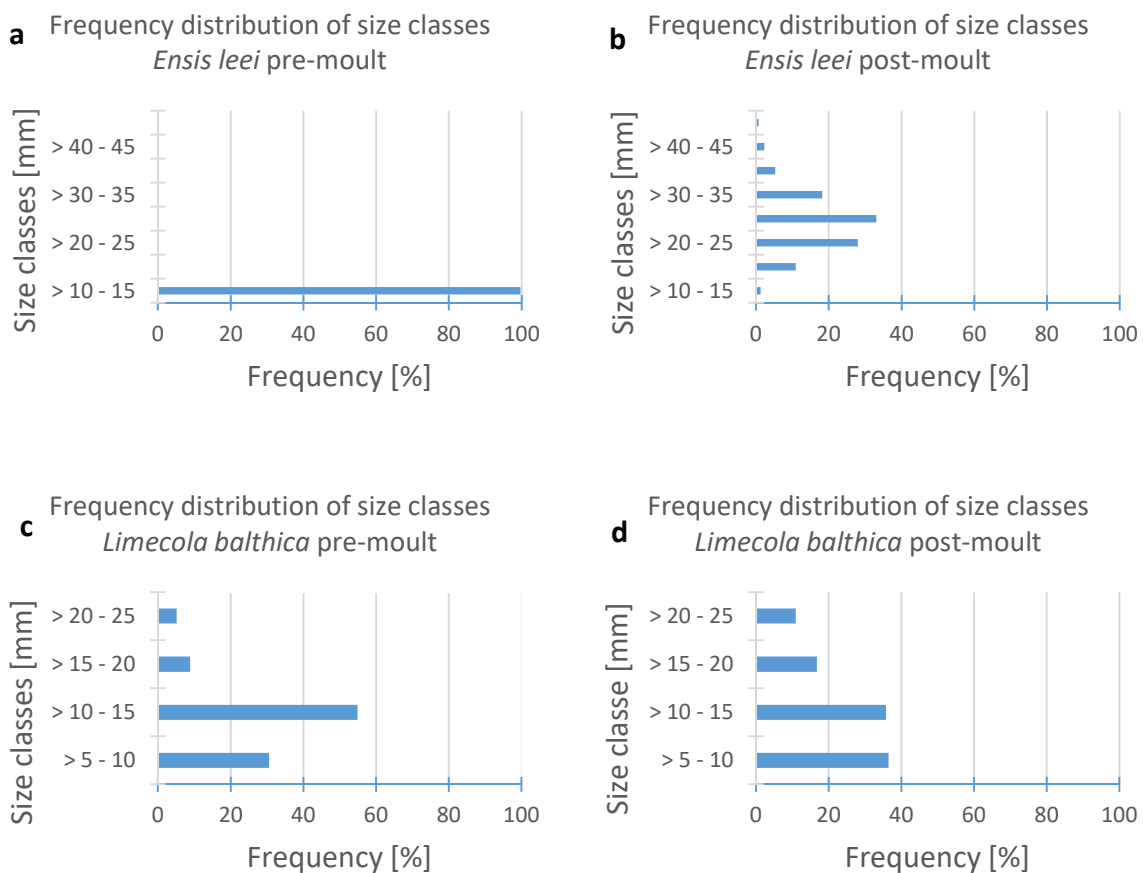 a
Frequency distribution of size classes
Ensis leei pre-moult
Size classes [mm]
> 40 - 45
> 30 - 35
> 20 - 25
> 10 - 15
0 20 40 60 80 100
Frequency [%]
b
Frequency distribution of size classes
Ensis leei post-moult
Size classes [mm]
> 40 - 45
> 30 - 35
> 20 - 25
> 10 - 15
0 20 40 60 80 100
Frequency [%]
c
Frequency distribution of size classes
Limecola balthica pre-moult
Size classes [mm]
> 20 - 25
> 15 - 20
> 10 - 15
> 5 - 10
0 20 40 60 80 100
Frequency [%]
d
Frequency distribution of size classes
Limecola balthica post-moult
Size classe [mm]
> 20 - 25
> 15 - 20
> 10 - 15
> 5 - 10
0 20 40 60 80 100
Frequency [%]